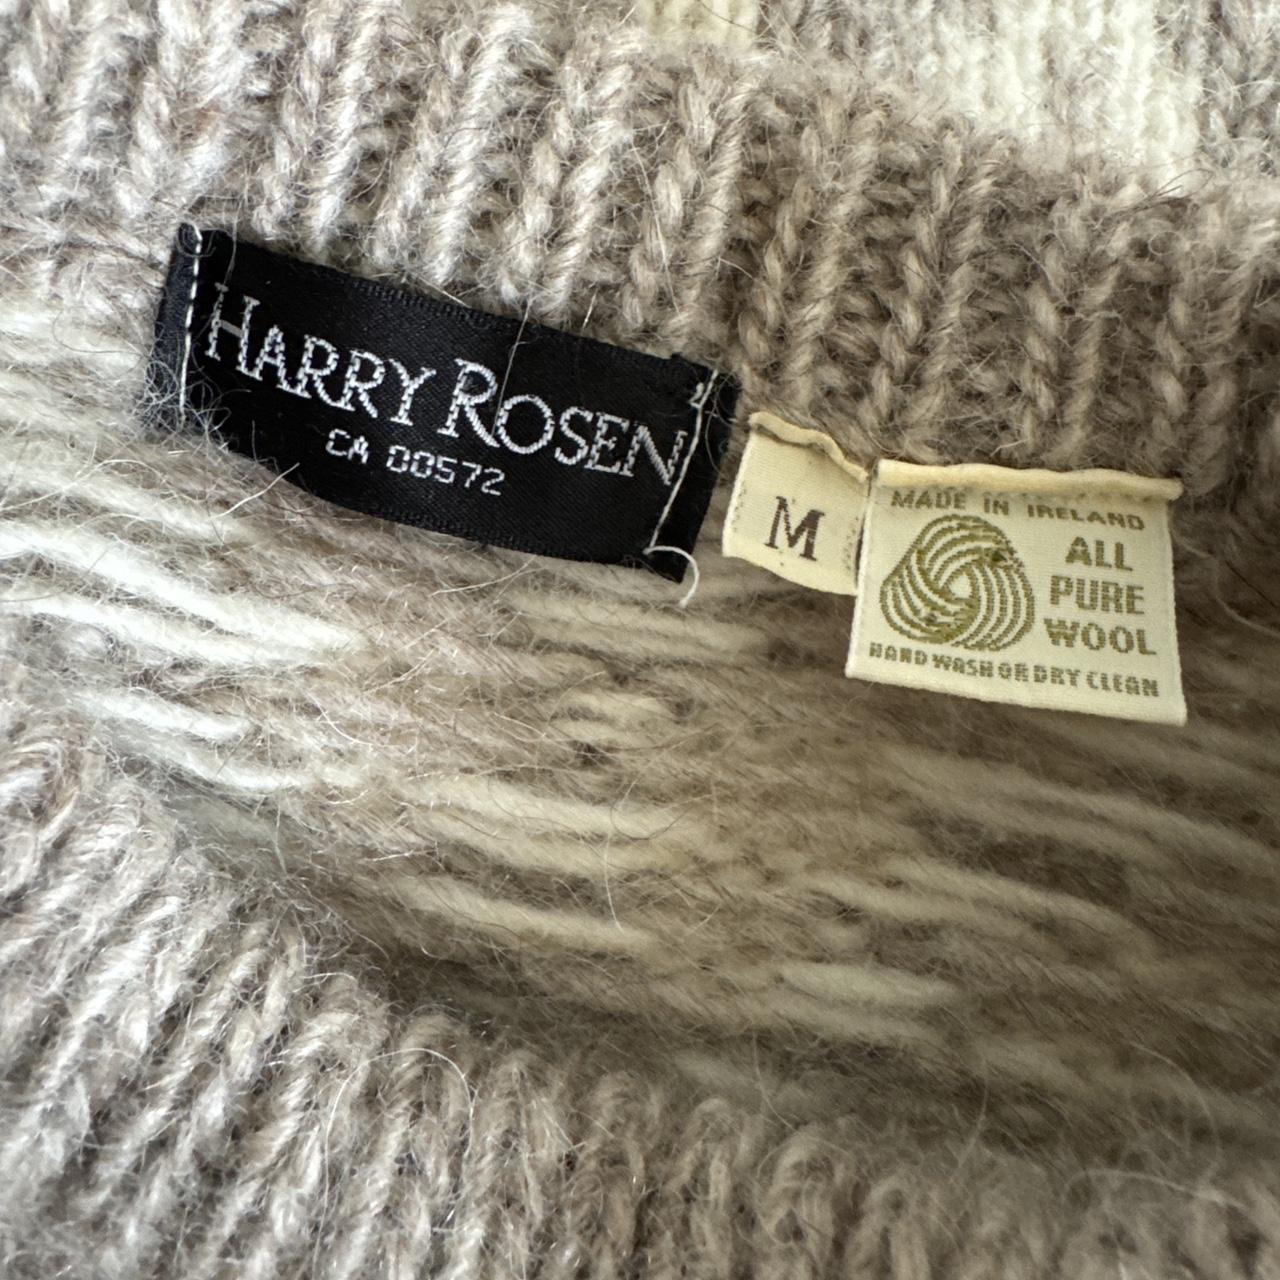 HARRY ROSEN
CA 00572
M
MADE IN IRELAND
ALL
PURE
WOOL
HAND WASH OR DRY CLEAN